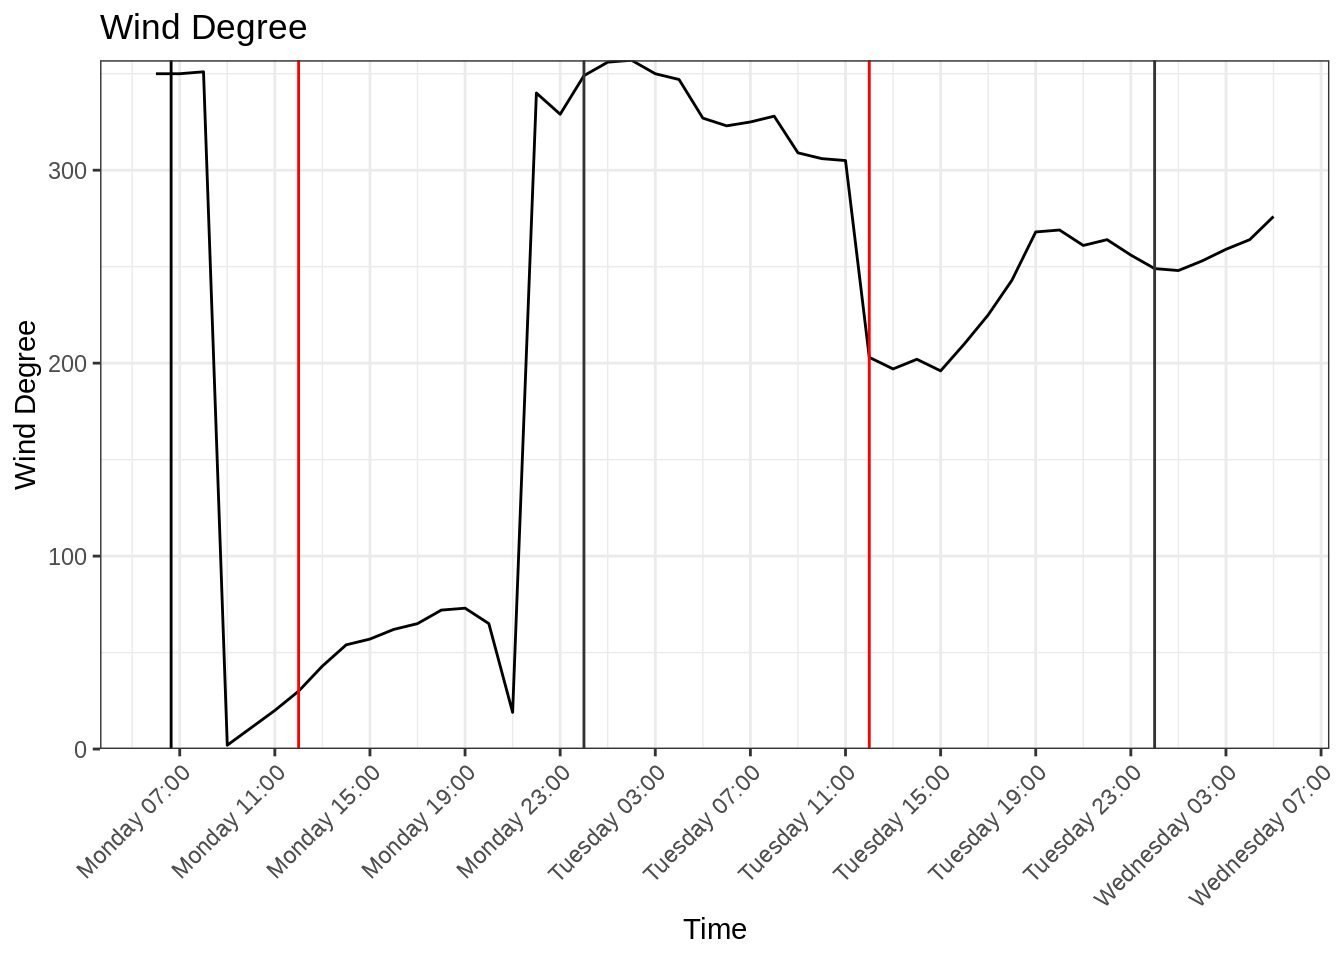 Wind Degree
Wind Degree
300
200
100
0
Monday 07:00
Monday 11:00
Monday 15:00
Monday 19:00
Monday 23:00
Tuesday 03:00
Tuesday 07:00
Tuesday 11:00
Tuesday 15:00
Tuesday 19:00
Tuesday 23:00
Wednesday 03:00
Wednesday 07:00
Time